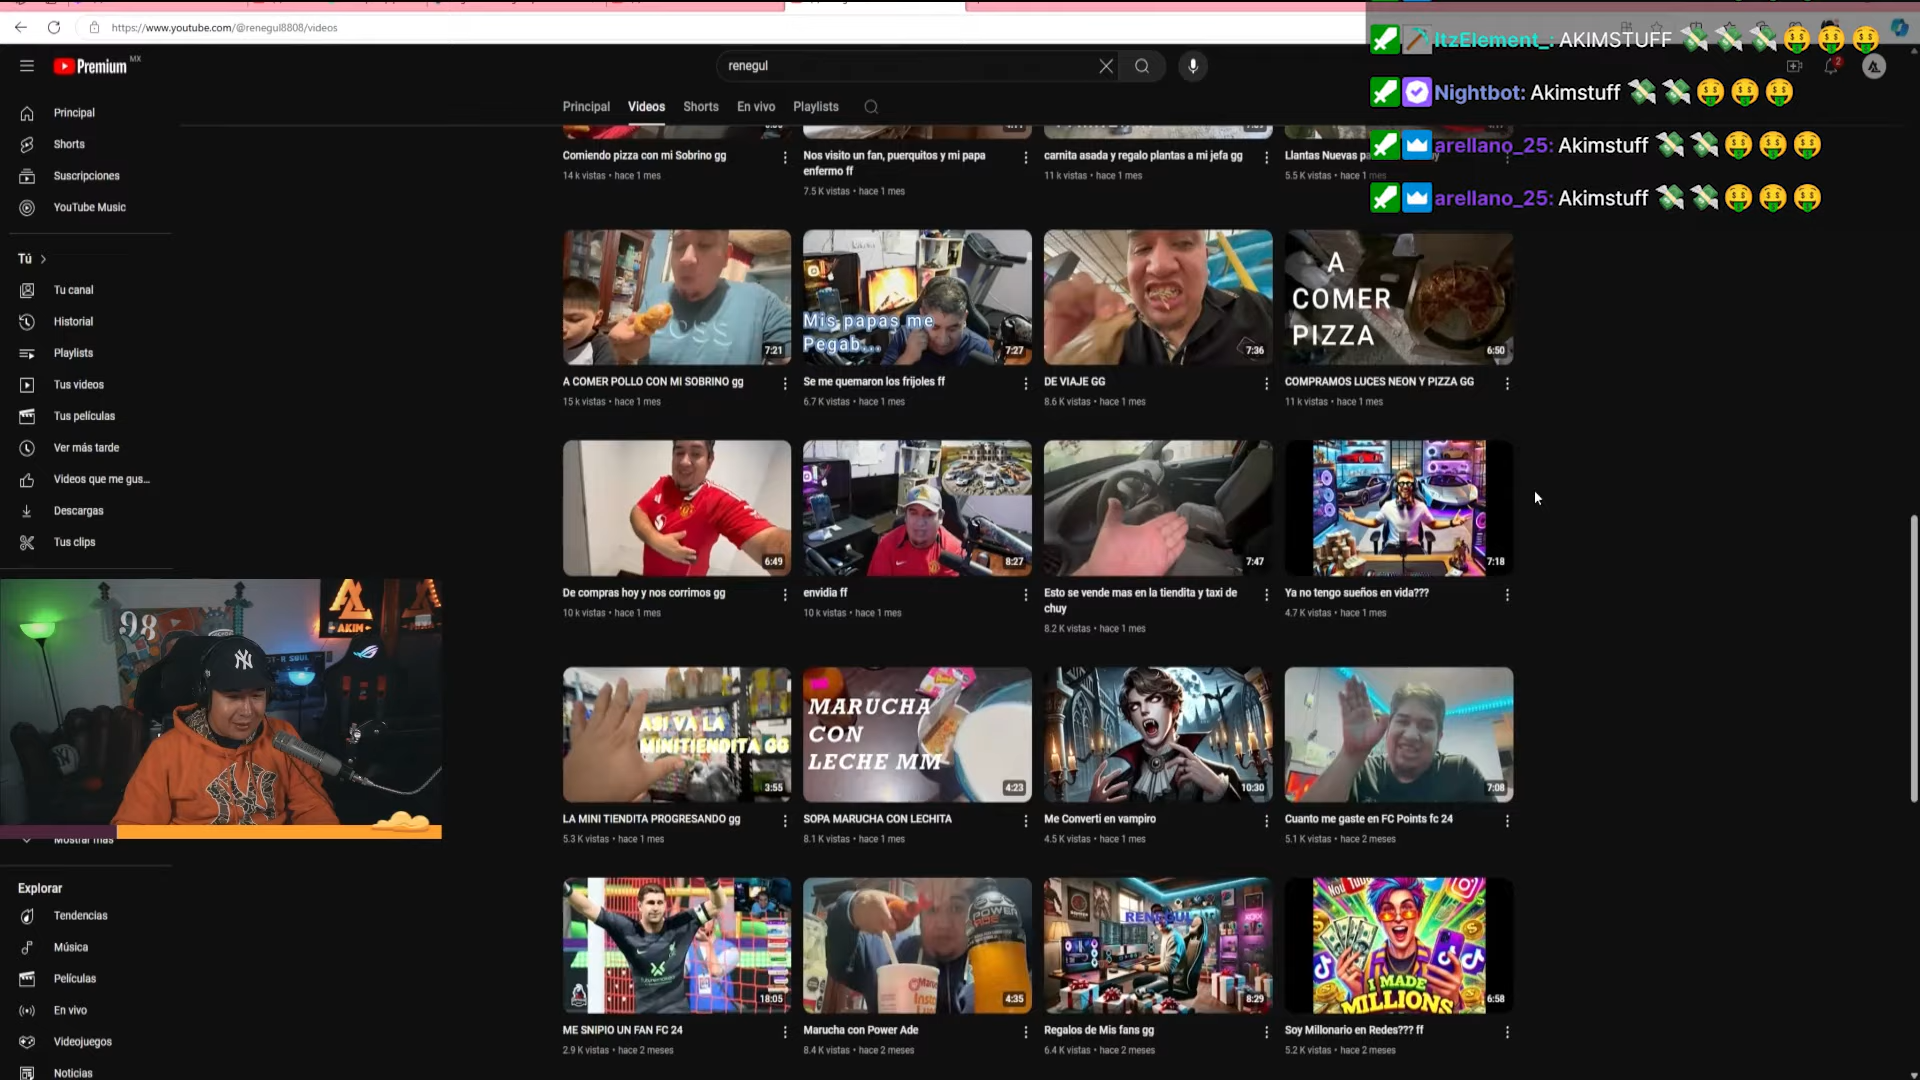 https://www.youtube.com/@renegul8808/videos
Premium MX
renegul
ItzElement_: AKIMSTUFF
Nightbot: Akimstuff
arellano_25: Akimstuff
arellano_25: Akimstuff
2
Principal
Videos
Shorts
En vivo
Playlists
Principal
Shorts
Suscripciones
YouTube Music
Tú
Tu canal
Historial
Playlists
Tus videos
Tus películas
Ver más tarde
Videos que me gus...
Descargas
Tus clips
Mostrar más
Explorar
Tendencias
Música
Películas
En vivo
Videojuegos
Noticias
Comiendo pizza con mi Sobrino gg
14 k vistas • hace 1 mes
Nos visito un fan, puerquitos y mi papa
enfermo ff
7.5 K vistas • hace 1 mes
carnita asada y regalo plantas a mi jefa gg
11 k vistas • hace 1 mes
Llantas Nuevas
5.5 K vistas • hace 1 mes
7:21
A COMER POLLO CON MI SOBRINO gg
15 k vistas • hace 1 mes
Mis papas me
Pegab...
7:27
Se me quemaron los frijoles ff
6.7 K vistas • hace 1 mes
7:36
DE VIAJE GG
8.6 K vistas • hace 1 mes
A
COMER
PIZZA
6:50
COMPRAMOS LUCES NEON Y PIZZA GG
11 k vistas • hace 1 mes
6:49
De compras hoy y nos corrimos gg
10 k vistas • hace 1 mes
8:27
envidia ff
10 k vistas • hace 1 mes
7:47
Esto se vende mas en la tiendita y taxi de
chuy
8.2 K vistas • hace 1 mes
7:18
Ya no tengo sueños en vida???
4.7 K vistas • hace 1 mes
ASI VA LA
MINITIENDITA GG
3:55
LA MINI TIENDITA PROGRESANDO gg
5.3 K vistas • hace 1 mes
MARUCHA
CON
LECHE MM
4:23
SOPA MARUCHA CON LECHITA
8.1 K vistas • hace 1 mes
10:30
Me Converti en vampiro
4.5 K vistas • hace 1 mes
7:08
Cuanto me gaste en FC Points fc 24
5.1 K vistas • hace 2 meses
18:05
ME SNIPIO UN FAN FC 24
2.9 K vistas • hace 2 meses
POWER
ADE
4:35
Marucha con Power Ade
8.4 K vistas • hace 2 meses
RENEGUL
8:29
Regalos de Mis fans gg
6.4 K vistas • hace 2 meses
I MADE
MILLIONS
6:58
Soy Millonario en Redes??? ff
5.2 K vistas • hace 2 meses
98
AKIM
NY